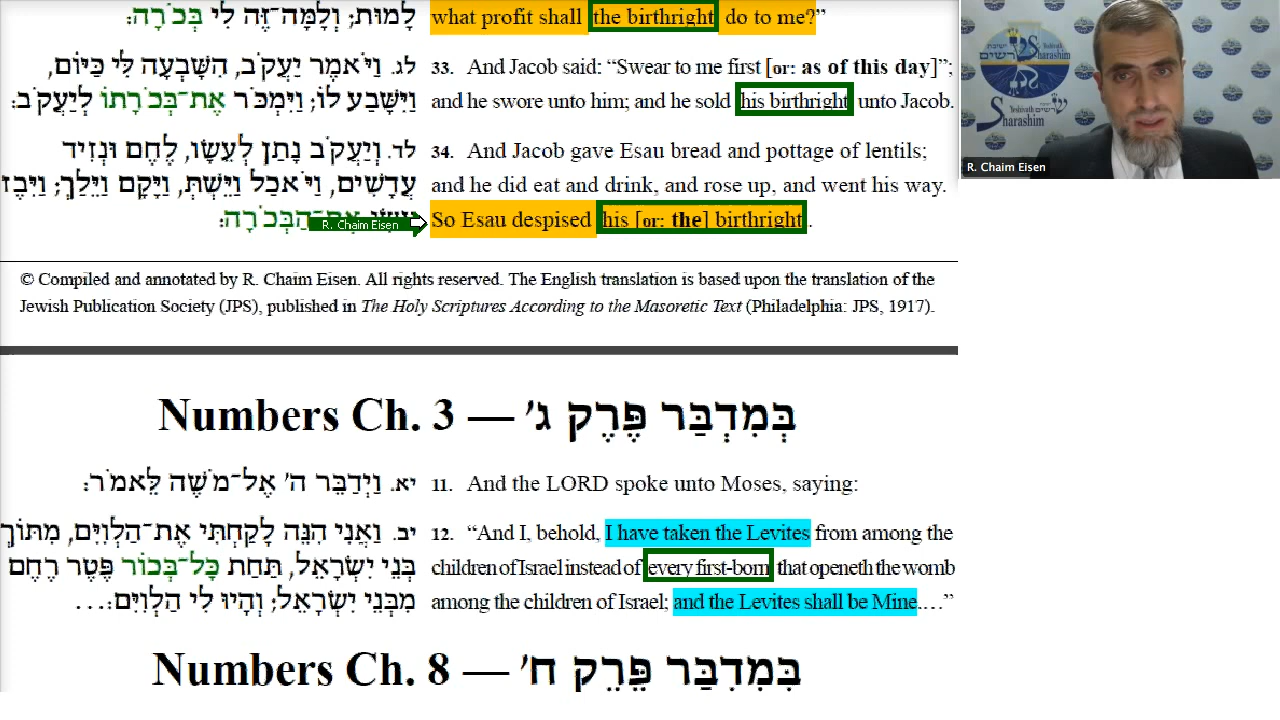 לָמוּת; וְלָמָּה־זֶּה לִי בְּכֹרָה:
what profit shall the birthright do to me?”
לג. וַיֹּאמֶר יַעֲקֹב, הִשָּׁבְעָה לִּי כַּיּוֹם,
וַיִּשָּׁבַע לוֹ; וַיִּמְכֹּר אֶת־בְּכֹרָתוֹ לְיַעֲקֹב:
33. And Jacob said: “Swear to me first [or: as of this day]”;
and he swore unto him; and he sold his birthright unto Jacob.
לד. וְיַעֲקֹב נָתַן לְעֵשָׂו, לֶחֶם וּנְזִיד
עֲדָשִׁים, וַיֹּאכַל וַיֵּשְׁתְּ, וַיָּקָם וַיֵּלַךְ; וַיִּבֶז
הַבְּכֹרָה:
34. And Jacob gave Esau bread and pottage of lentils;
and he did eat and drink, and rose up, and went his way.
So Esau despised his [or: the] birthright.
R. Chaim Eisen
© Compiled and annotated by R. Chaim Eisen. All rights reserved. The English translation is based upon the translation of the
Jewish Publication Society (JPS), published in The Holy Scriptures According to the Masoretic Text (Philadelphia: JPS, 1917).
Numbers Ch. 3 — בְּמִדְבַּר פֶּרֶק ג׳
יא. וַיְדַבֵּר ה׳ אֶל־מֹשֶׁה לֵּאמֹר:
11. And the LORD spoke unto Moses, saying:
יב. וַאֲנִי הִנֵּה לָקַחְתִּי אֶת־הַלְוִיִּם, מִתּוֹךְ
בְּנֵי יִשְׂרָאֵל, תַּחַת כָּל־בְּכוֹר פֶּטֶר רֶחֶם
מִבְּנֵי יִשְׂרָאֵל; וְהָיוּ לִי הַלְוִיִּם:...
12. “And I, behold, I have taken the Levites from among the
children of Israel instead of every first-born that openeth the womb
among the children of Israel; and the Levites shall be Mine....”
Numbers Ch. 8 — בְּמִדְבַּר פֶּרֶק ח׳
Yeshivath
Sharashim
Yeshivath שרשים
Sharashim
R. Chaim Eisen